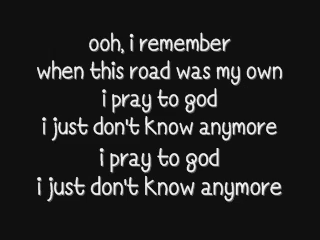 ooh, i remember
when this road was my own
i pray to god
i just don't know anymore
i pray to god
i just don't know anymore